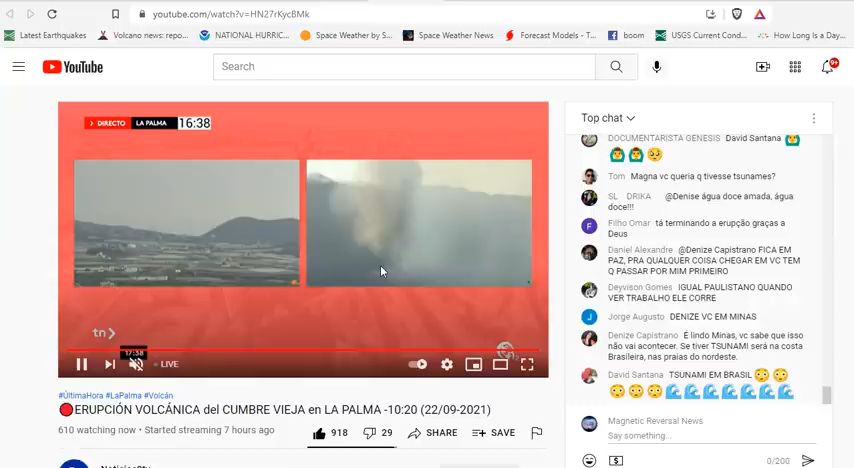 youtube.com/watch?v=HN27rKycBMk
Latest Earthquakes
Volcano news: repo...
NATIONAL HURRIC...
Space Weather by S...
Space Weather News
Forecast Models - T...
boom
USGS Current Cond...
How Long Is a Day...
YouTube
Search
9+
DIRECTO LA PALMA 16:38
tn
17:58
LIVE
#ÚltimaHora #LaPalma #Volcán
ERUPCIÓN VOLCÁNICA del CUMBRE VIEJA en LA PALMA -10:20 (22/09-2021)
610 watching now • Started streaming 7 hours ago
918
29
SHARE
SAVE
Top chat
DOCUMENTARISTA GENESIS David Santana
Tom Magna vc queria q tivesse tsunames?
SL DRIKA @Denise água doce amada, água
doce!!!
Filho Omar tá terminando a erupção graças a
Deus
Daniel Alexandre @Denize Capistrano FICA EM
PAZ, PRA QUALQUER COISA CHEGAR EM VC TEM
Q PASSAR POR MIM PRIMEIRO
Deyvison Gomes IGUAL PAULISTANO QUANDO
VER TRABALHO ELE CORRE
Jorge Augusto DENIZE VC EM MINAS
Denize Capistrano É lindo Minas, vc sabe que isso
não vai acontecer. Se tiver TSUNAMI será na costa
Brasileira, nas praias do nordeste.
David Santana TSUNAMI EM BRASIL
Magnetic Reversal News
Say something...
0/200